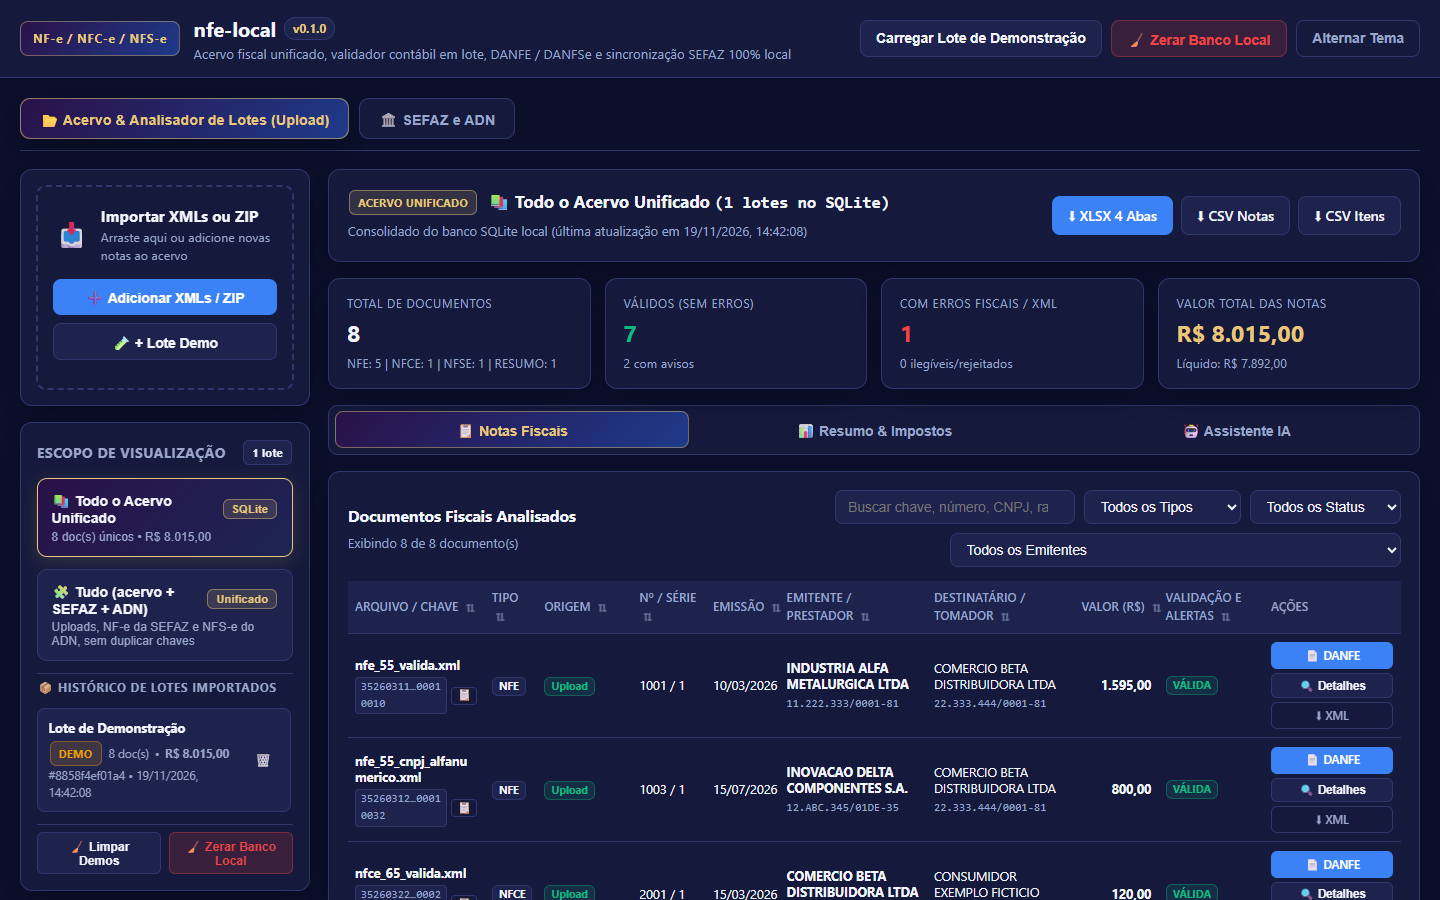 NF-e / NFC-e / NFS-e
nfe-local
v0.1.0
Acervo fiscal unificado, validador contábil em lote, DANFE / DANFSe e sincronização SEFAZ 100% local
Carregar Lote de Demonstração
Zerar Banco Local
Alternar Tema
Acervo & Analisador de Lotes (Upload)
SEFAZ e ADN
Importar XMLs ou ZIP
Arraste aqui ou adicione novas
notas ao acervo
Adicionar XMLs / ZIP
+ Lote Demo
ESCOPO DE VISUALIZAÇÃO
1 lote
Todo o Acervo
Unificado
SQLite
8 doc(s) únicos • R$ 8.015,00
Tudo (acervo +
SEFAZ + ADN)
Unificado
Uploads, NF-e da SEFAZ e NFS-e do
ADN, sem duplicar chaves
HISTÓRICO DE LOTES IMPORTADOS
Lote de Demonstração
DEMO 8 doc(s) • R$ 8.015,00
#8858f4ef01a4 • 19/11/2026,
14:42:08
Limpar
Demos
Zerar Banco
Local
ACERVO UNIFICADO
Todo o Acervo Unificado (1 lotes no SQLite)
Consolidado do banco SQLite local (última atualização em 19/11/2026, 14:42:08)
⬇ XLSX 4 Abas
⬇ CSV Notas
⬇ CSV Itens
TOTAL DE DOCUMENTOS
8
NFE: 5 | NFCE: 1 | NFSE: 1 | RESUMO: 1
VÁLIDOS (SEM ERROS)
7
2 com avisos
COM ERROS FISCAIS / XML
1
0 ilegíveis/rejeitados
VALOR TOTAL DAS NOTAS
R$ 8.015,00
Líquido: R$ 7.892,00
Notas Fiscais
Resumo & Impostos
Assistente IA
Documentos Fiscais Analisados
Exibindo 8 de 8 documento(s)
Buscar chave, número, CNPJ, ra
Todos os Tipos
Todos os Status
Todos os Emitentes
ARQUIVO / CHAVE ⇅
TIPO ⇅
ORIGEM ⇅
Nº / SÉRIE ⇅
EMISSÃO ⇅
EMITENTE /
PRESTADOR ⇅
DESTINATÁRIO /
TOMADOR ⇅
VALOR (R$) ⇅
VALIDAÇÃO E
ALERTAS ⇅
AÇÕES
nfe_55_valida.xml
35260311…0001
0010
NFE
Upload
1001 / 1
10/03/2026
INDUSTRIA ALFA
METALURGICA LTDA
11.222.333/0001-81
COMERCIO BETA
DISTRIBUIDORA LTDA
22.333.444/0001-81
1.595,00
VÁLIDA
DANFE
Detalhes
⬇ XML
nfe_55_cnpj_alfanu
merico.xml
35260312…0001
0032
NFE
Upload
1003 / 1
15/07/2026
INOVACAO DELTA
COMPONENTES S.A.
12.ABC.345/01DE-35
COMERCIO BETA
DISTRIBUIDORA LTDA
22.333.444/0001-81
800,00
VÁLIDA
DANFE
Detalhes
⬇ XML
nfce_65_valida.xml
35260322…0002
NFCE
Upload
2001 / 1
15/03/2026
COMERCIO BETA
DISTRIBUIDORA LTDA
CONSUMIDOR
EXEMPLO FICTICIO
120,00
VÁLIDA
DANFE
Detalhes